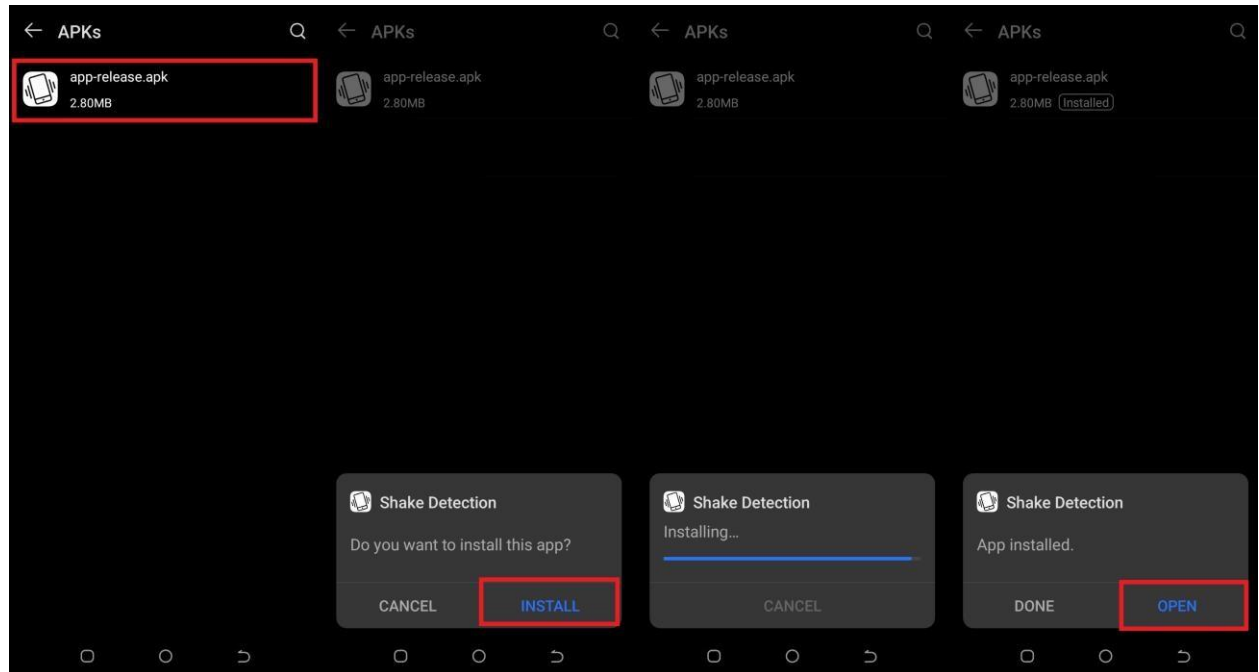 APKs
app-release.apk
2.80MB
APKs
app-release.apk
2.80MB
Shake Detection
Do you want to install this app?
CANCEL
INSTALL
APKs
app-release.apk
2.80MB
Shake Detection
Installing...
CANCEL
APKs
app-release.apk
2.80MB Installed
Shake Detection
App installed.
DONE
OPEN